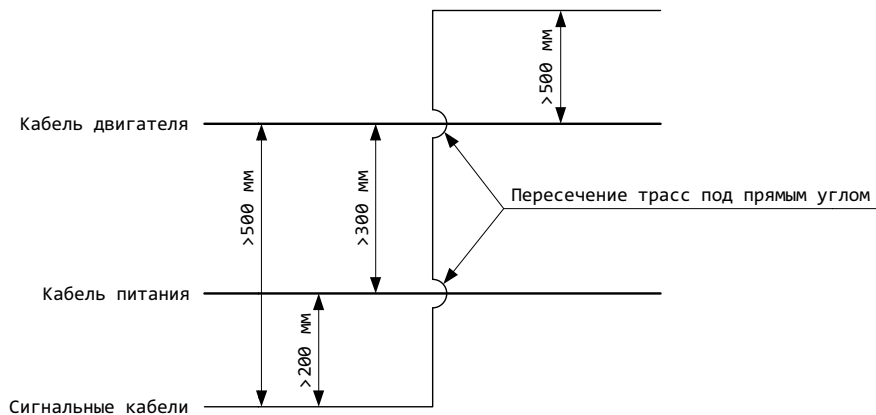 >500 мм
Кабель двигателя
Пересечение трасс под прямым углом
>500 мм
>300 мм
Кабель питания
>200 мм
Сигнальные кабели